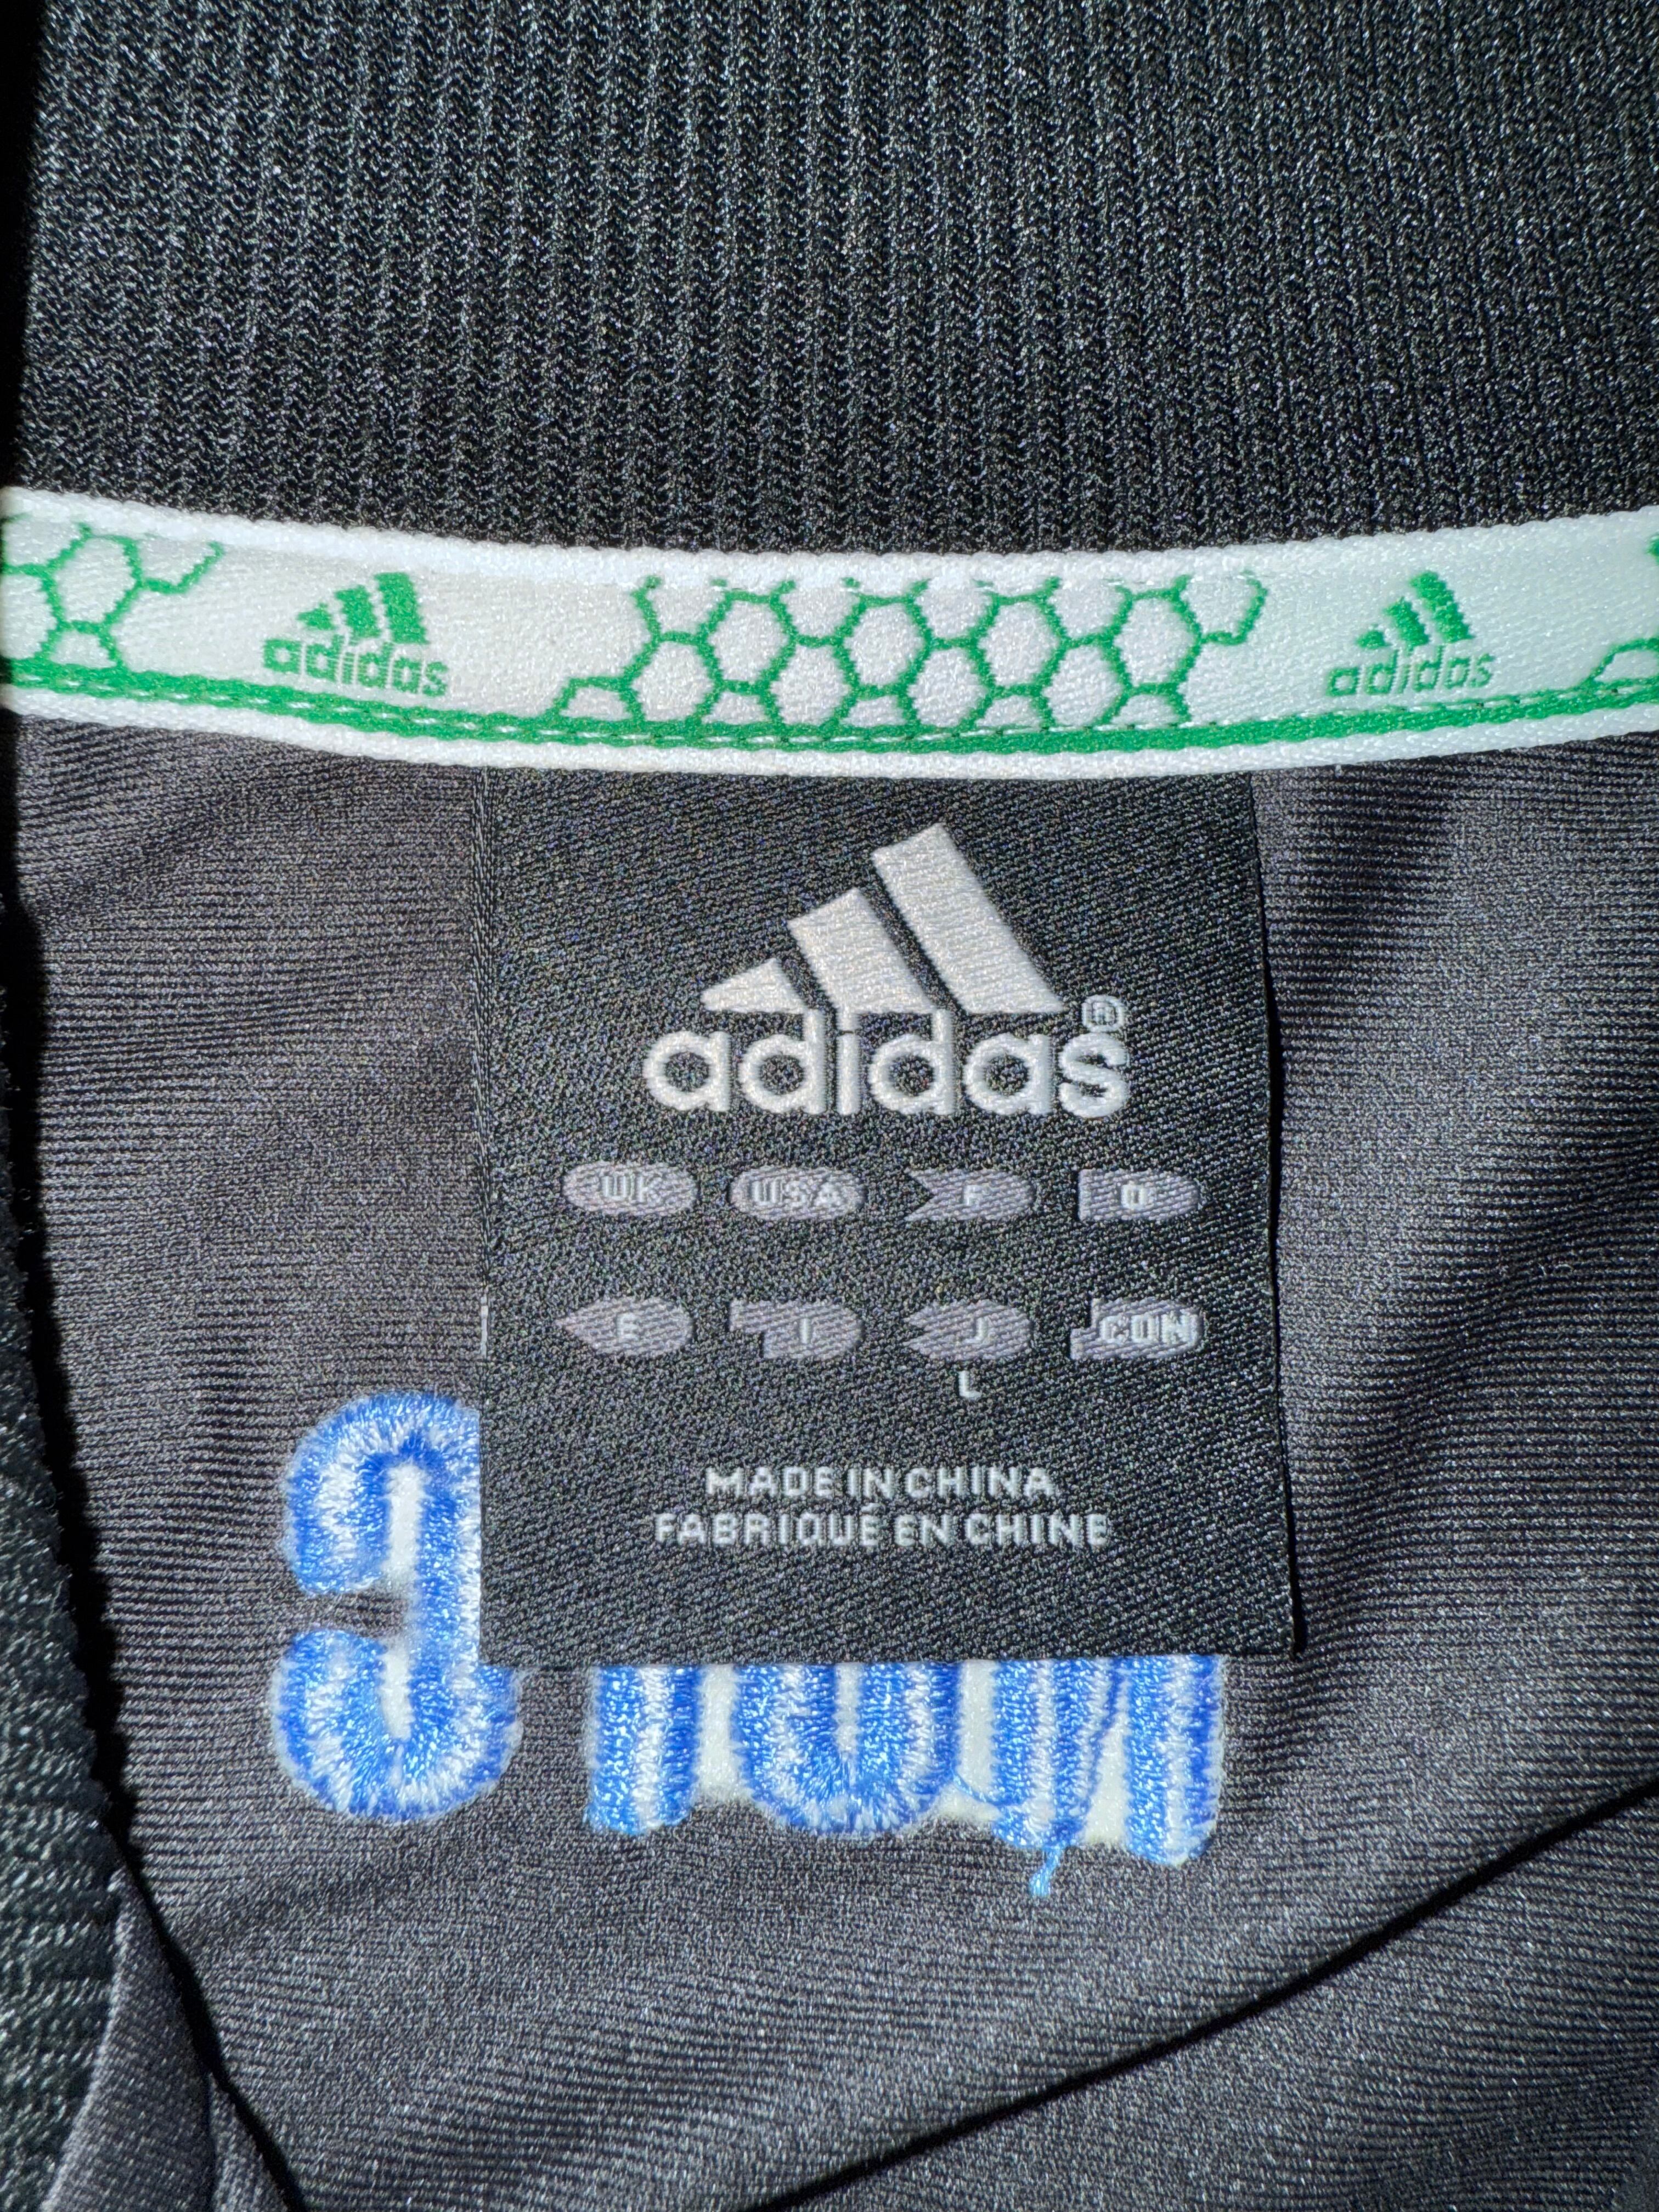 adidas adidas
adidas®
UK USA F D
E I J CON
L
MADE IN CHINA
FABRIQUÉ EN CHINE